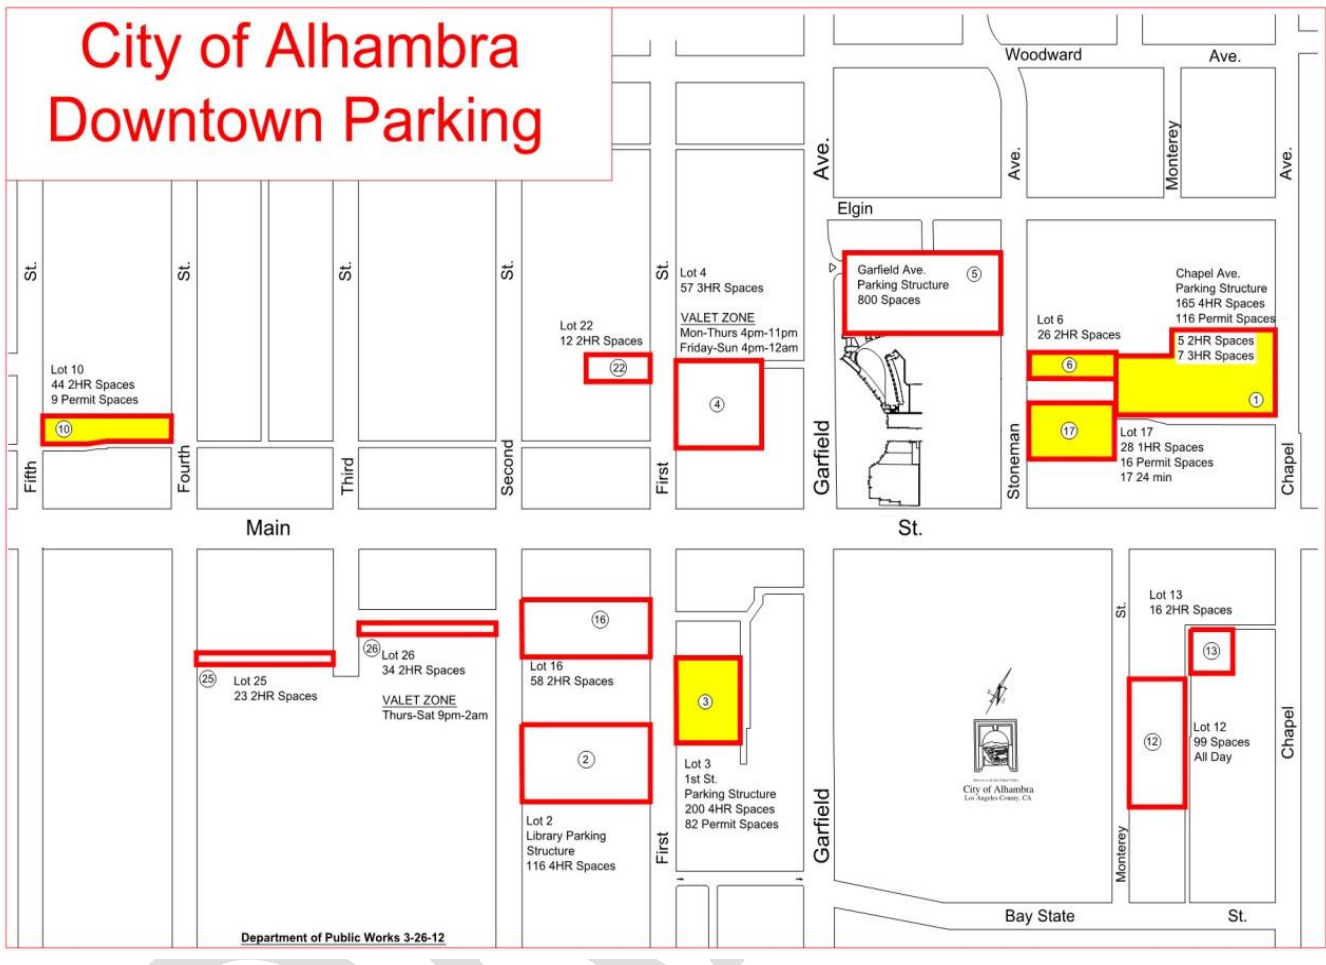 City of Alhambra
Downtown Parking
Woodward
Ave.
Ave.
Ave.
Monterey
Ave.
Elgin
St.
St.
St.
St.
St.
Lot 4
57 3HR Spaces
VALET ZONE
Mon-Thurs 4pm-11pm
Friday-Sun 4pm-12am
Garfield Ave.
Parking Structure
800 Spaces
5
Chapel Ave.
Parking Structure
165 4HR Spaces
116 Permit Spaces
5 2HR Spaces
7 3HR Spaces
1
Lot 6
26 2HR Spaces
6
Lot 22
12 2HR Spaces
22
4
Lot 10
44 2HR Spaces
9 Permit Spaces
10
17
Lot 17
28 1HR Spaces
16 Permit Spaces
17 24 min
Fifth
Fourth
Third
Second
First
Garfield
Stoneman
Chapel
Main
St.
16
Lot 16
58 2HR Spaces
26
Lot 26
34 2HR Spaces
VALET ZONE
Thurs-Sat 9pm-2am
25
Lot 25
23 2HR Spaces
3
Lot 3
1st St.
Parking Structure
200 4HR Spaces
82 Permit Spaces
2
Lot 2
Library Parking
Structure
116 4HR Spaces
St.
Lot 13
16 2HR Spaces
13
12
Lot 12
99 Spaces
All Day
City of Alhambra
Los Angeles County, CA
First
Garfield
Monterey
Chapel
Bay State
St.
Department of Public Works 3-26-12